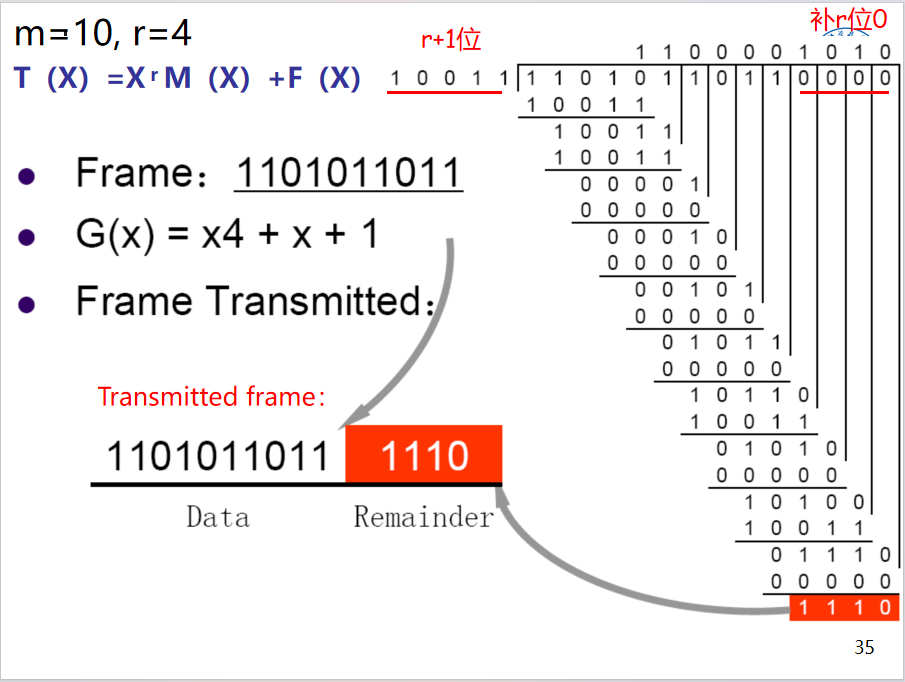 m=10, r=4
补r位0
r+1位
T (X) =XʳM (X) +F (X)
1 1 0 0 0 0 1 0 1 0
1 0 0 1 1 1 1 0 1 0 1 1 0 1 1 0 0 0 0
1 0 0 1 1
1 0 0 1 1
1 0 0 1 1
0 0 0 0 1
0 0 0 0 0
0 0 0 1 0
0 0 0 0 0
0 0 1 0 1
0 0 0 0 0
0 1 0 1 1
0 0 0 0 0
1 0 1 1 0
1 0 0 1 1
0 1 0 1 0
0 0 0 0 0
1 0 1 0 0
1 0 0 1 1
0 1 1 1 0
0 0 0 0 0
1 1 1 0
Frame：1101011011
G(x) = x4 + x + 1
Frame Transmitted：
Transmitted frame：
1101011011 1110
Data Remainder
35